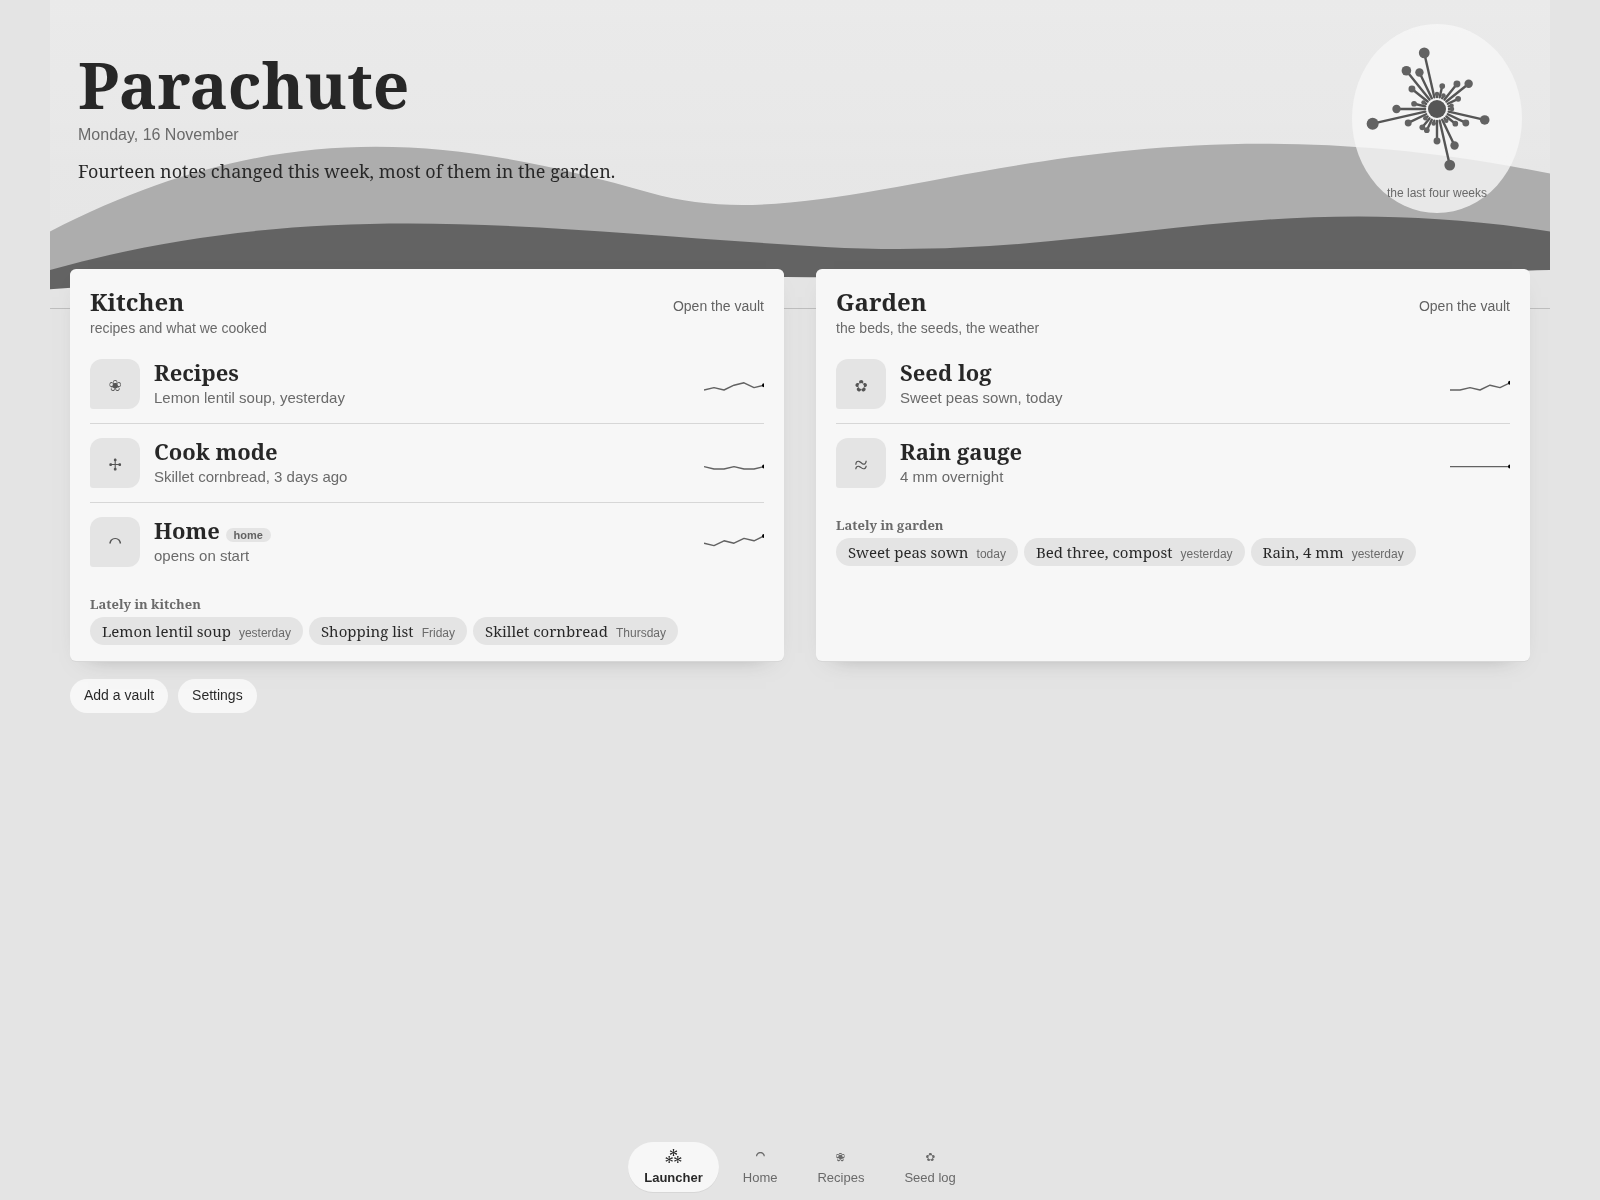 Parachute
Monday, 16 November
Fourteen notes changed this week, most of them in the garden.
the last four weeks
Kitchen
Open the vault
recipes and what we cooked
Recipes
Lemon lentil soup, yesterday
Cook mode
Skillet cornbread, 3 days ago
Home home
opens on start
Lately in kitchen
Lemon lentil soup yesterday Shopping list Friday Skillet cornbread Thursday
Garden
Open the vault
the beds, the seeds, the weather
Seed log
Sweet peas sown, today
Rain gauge
4 mm overnight
Lately in garden
Sweet peas sown today Bed three, compost yesterday Rain, 4 mm yesterday
Add a vault Settings
Launcher Home Recipes Seed log